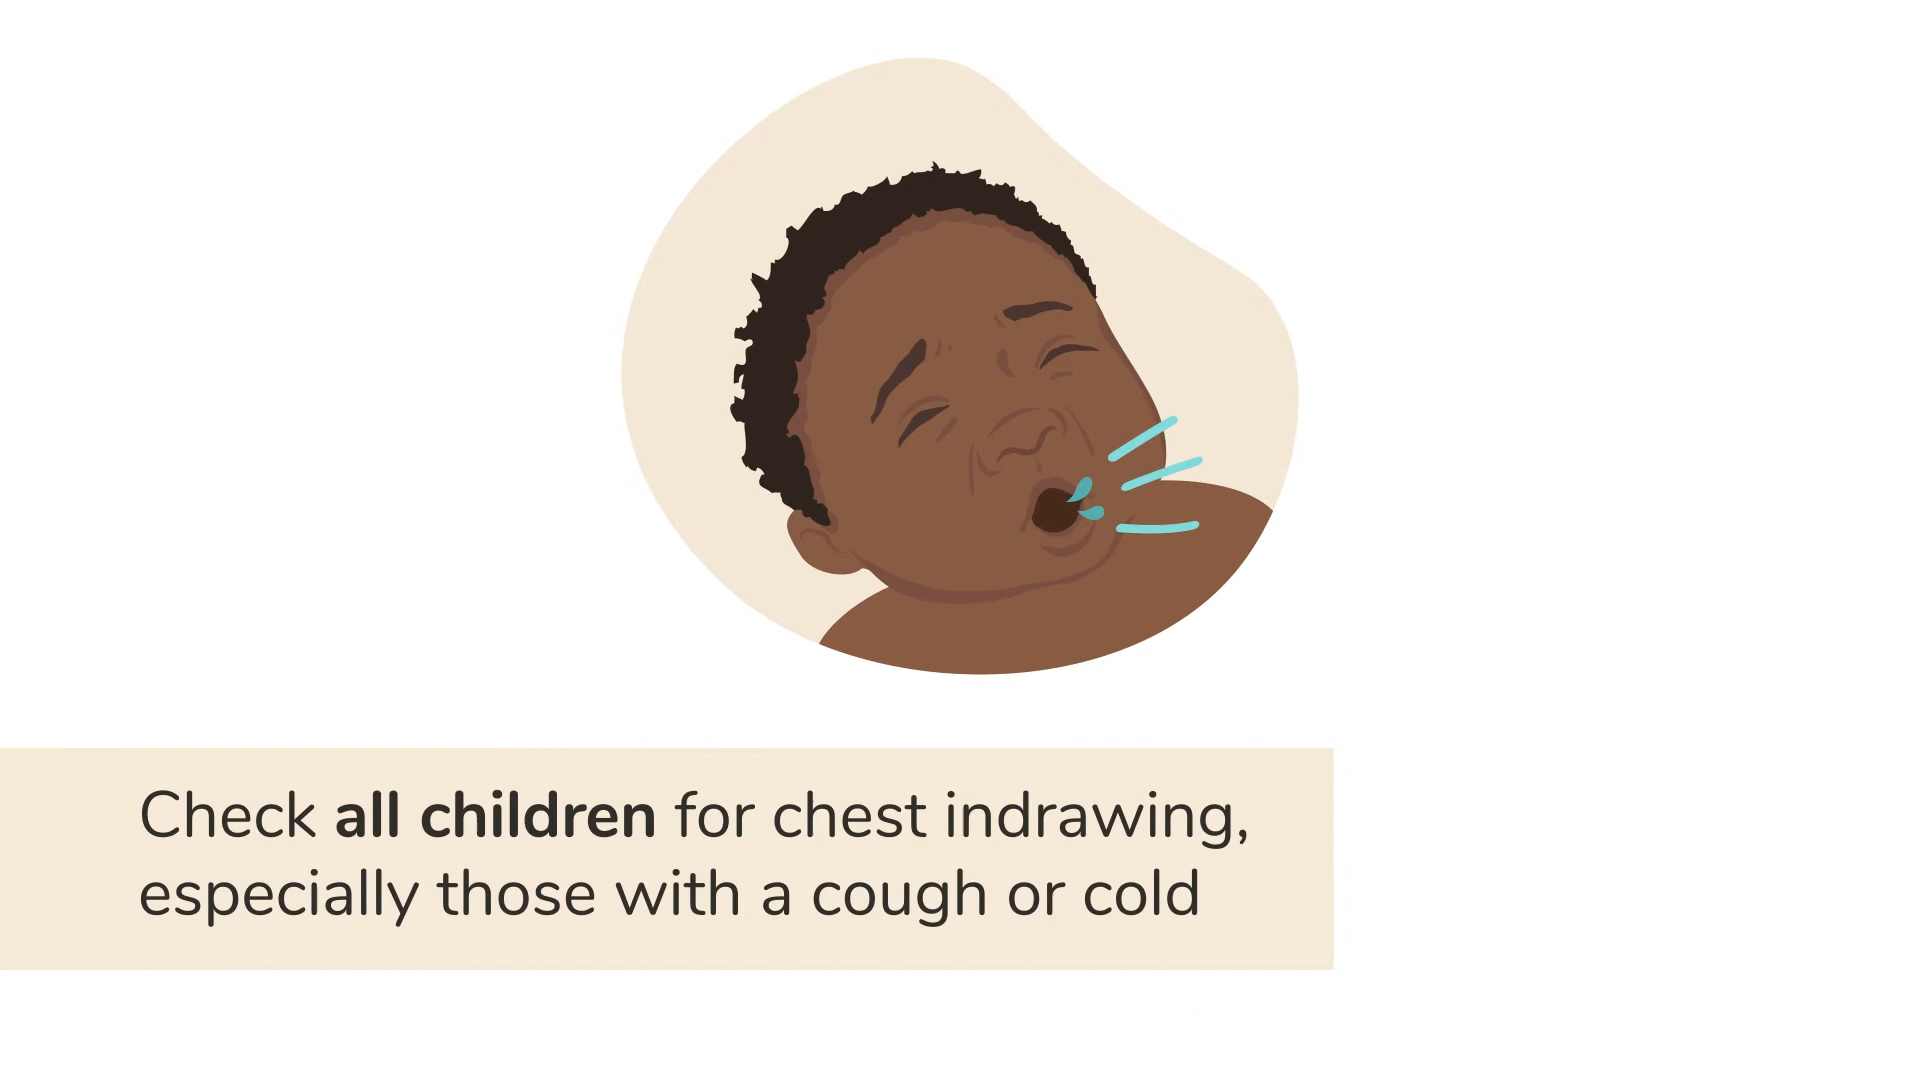 Check all children for chest indrawing,
especially those with a cough or cold